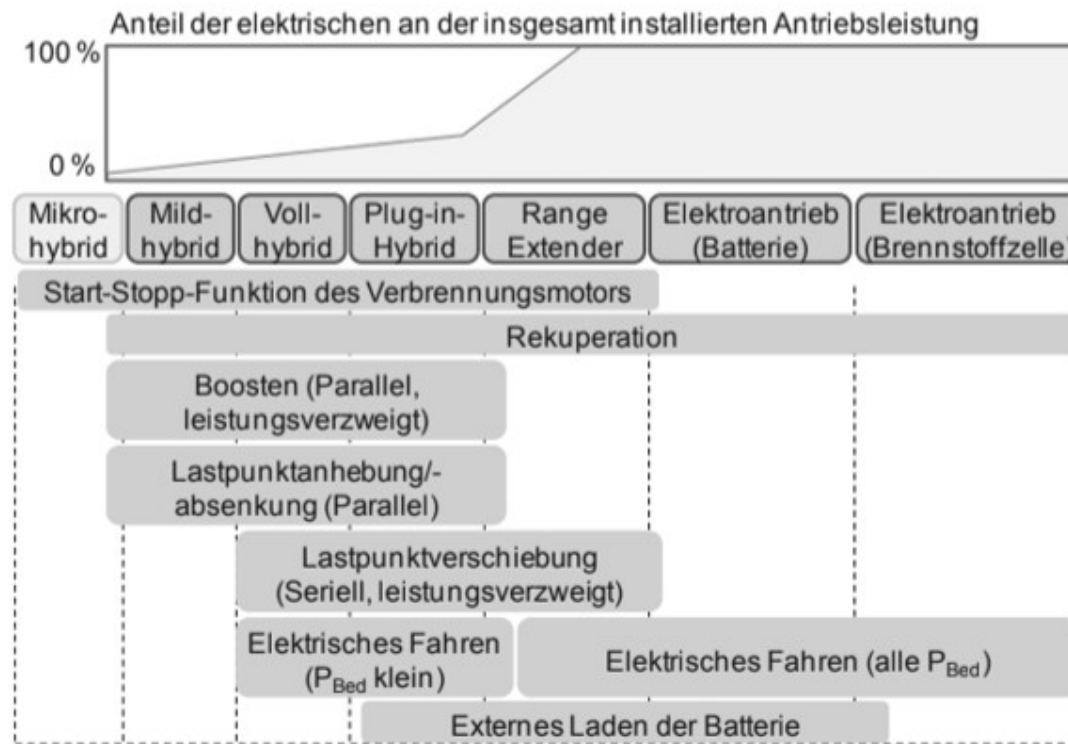 Anteil der elektrischen an der insgesamt installierten Antriebsleistung
100 %
0 %
Mikro-
hybrid
Mild-
hybrid
Voll-
hybrid
Plug-in-
Hybrid
Range
Extender
Elektroantrieb
(Batterie)
Elektroantrieb
(Brennstoffzelle)
Start-Stopp-Funktion des Verbrennungsmotors
Rekuperation
Boosten (Parallel,
leistungsverzweigt)
Lastpunktanhebung/-
absenkung (Parallel)
Lastpunktverschiebung
(Seriell, leistungsverzweigt)
Elektrisches Fahren
(PBed klein)
Elektrisches Fahren (alle PBed)
Externes Laden der Batterie